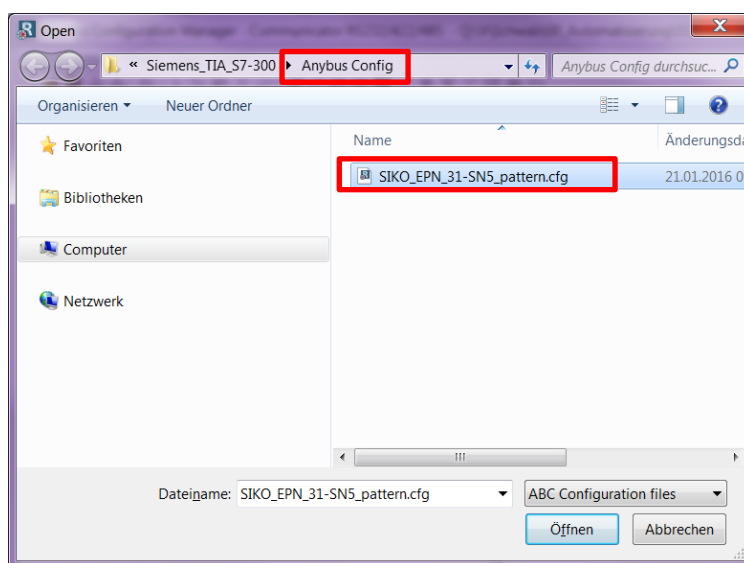 Open
« Siemens_TIA_S7-300 Anybus Config
Anybus Config durchsuc...
Organisieren
Neuer Ordner
Favoriten
Bibliotheken
Computer
Netzwerk
Name
Änderungsda
SIKO_EPN_31-SN5_pattern.cfg
21.01.2016 0
Dateiname: SIKO_EPN_31-SN5_pattern.cfg
ABC Configuration files
Öffnen
Abbrechen